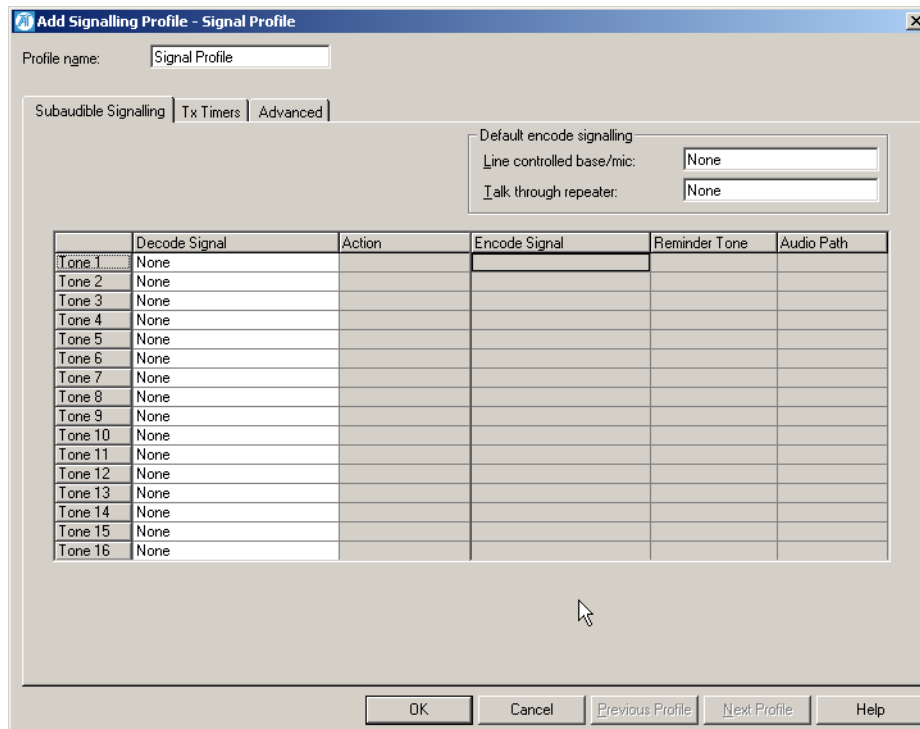 Add Signalling Profile - Signal Profile
Profile name: Signal Profile
Subaudible Signalling Tx Timers Advanced
Default encode signalling
Line controlled base/mic: None
Talk through repeater: None
Decode Signal Action Encode Signal Reminder Tone Audio Path
Tone 1 None
Tone 2 None
Tone 3 None
Tone 4 None
Tone 5 None
Tone 6 None
Tone 7 None
Tone 8 None
Tone 9 None
Tone 10 None
Tone 11 None
Tone 12 None
Tone 13 None
Tone 14 None
Tone 15 None
Tone 16 None
OK Cancel Previous Profile Next Profile Help